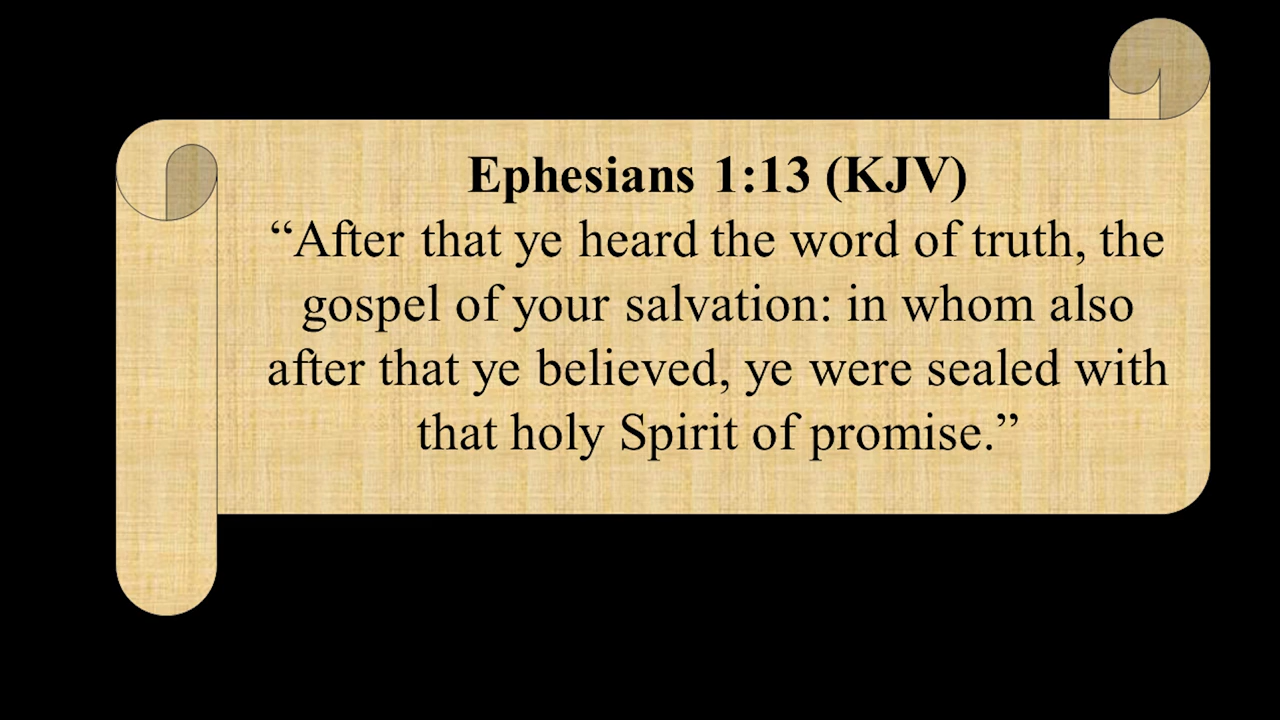 Ephesians 1:13 (KJV)
“After that ye heard the word of truth, the
gospel of your salvation: in whom also
after that ye believed, ye were sealed with
that holy Spirit of promise.”